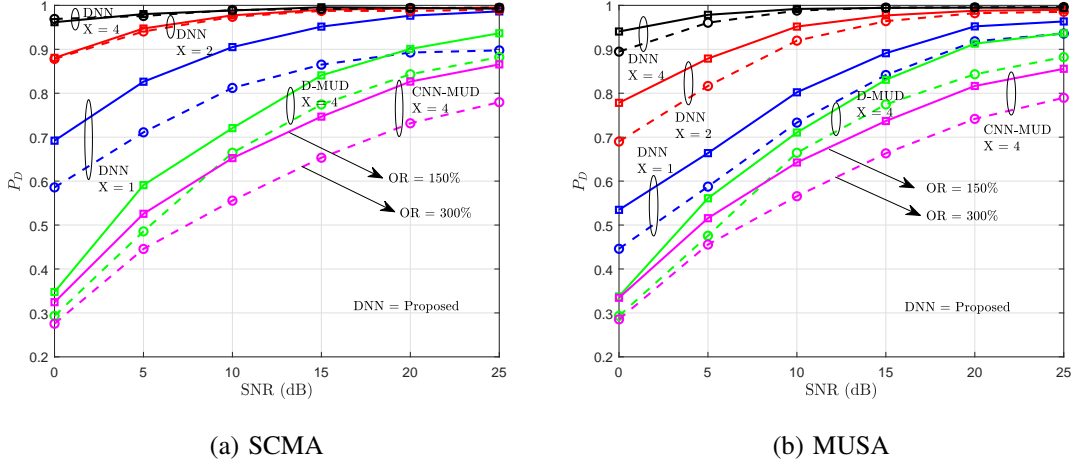 1
0.9
0.8
0.7
0.6
0.5
0.4
0.3
0.2
P_D
DNN
X = 4
DNN
X = 2
DNN
X = 1
D-MUD
X = 4
CNN-MUD
X = 4
OR = 150%
OR = 300%
DNN = Proposed
0 5 10 15 20 25
SNR (dB)
(a) SCMA
1
0.9
0.8
0.7
0.6
0.5
0.4
0.3
0.2
P_D
DNN
X = 4
DNN
X = 2
DNN
X = 1
D-MUD
X = 4
CNN-MUD
X = 4
OR = 150%
OR = 300%
DNN = Proposed
0 5 10 15 20 25
SNR (dB)
(b) MUSA